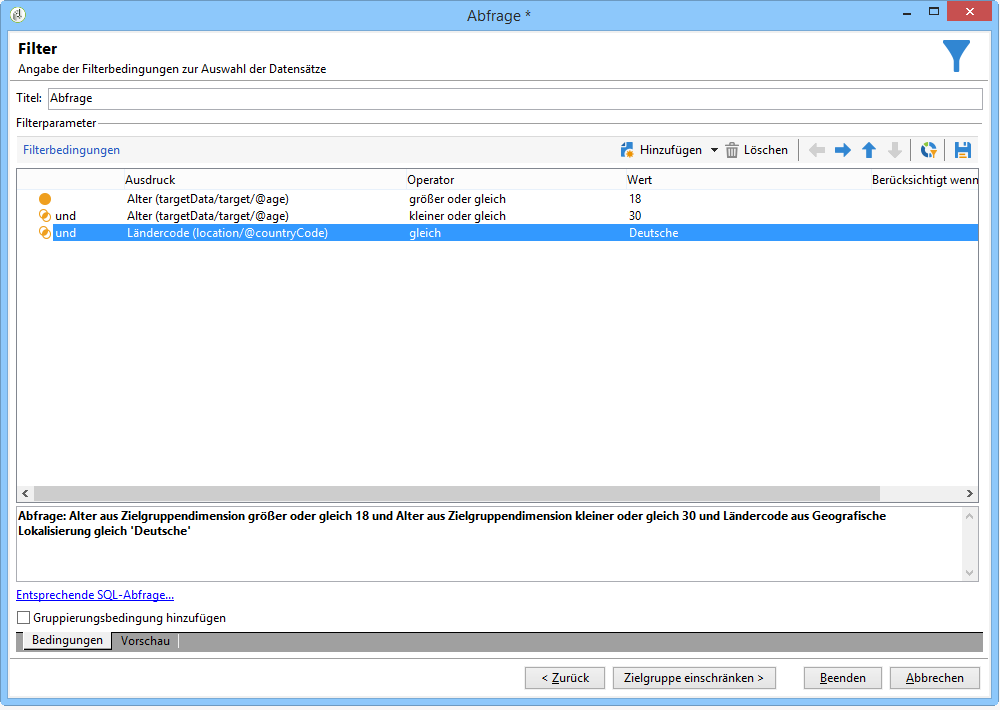 Abfrage *
Filter
Angabe der Filterbedingungen zur Auswahl der Datensätze
Titel: Abfrage
Filterparameter
Filterbedingungen Hinzufügen Löschen
Ausdruck Operator Wert Berücksichtigt wenn
Alter (targetData/target/@age) größer oder gleich 18
und Alter (targetData/target/@age) kleiner oder gleich 30
und Ländercode (location/@countryCode) gleich Deutsche
Abfrage: Alter aus Zielgruppendimension größer oder gleich 18 und Alter aus Zielgruppendimension kleiner oder gleich 30 und Ländercode aus Geografische
Lokalisierung gleich 'Deutsche'
Entsprechende SQL-Abfrage...
Gruppierungsbedingung hinzufügen
Bedingungen Vorschau
< Zurück Zielgruppe einschränken > Beenden Abbrechen